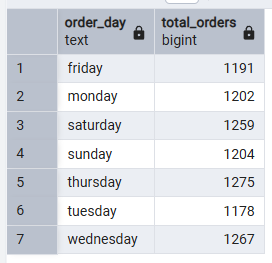 order_day total_orders
text bigint
1 friday 1191
2 monday 1202
3 saturday 1259
4 sunday 1204
5 thursday 1275
6 tuesday 1178
7 wednesday 1267